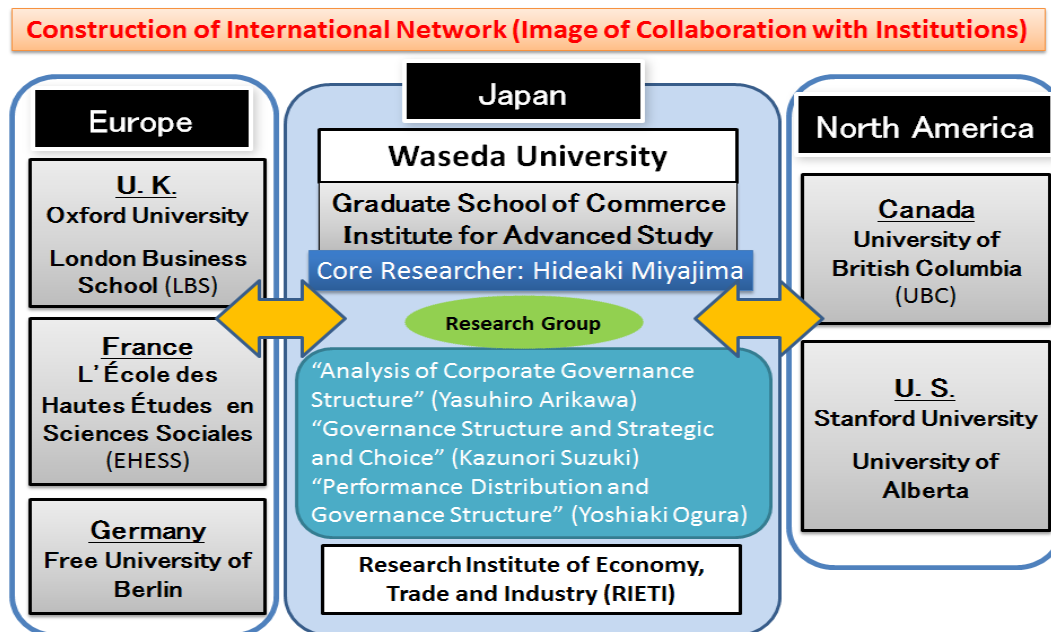 Construction of International Network (Image of Collaboration with Institutions)
Europe
U. K.
Oxford University
London Business
School (LBS)
France
L’École des
Hautes Études en
Sciences Sociales
(EHESS)
Germany
Free University of
Berlin
Japan
Waseda University
Graduate School of Commerce
Institute for Advanced Study
Core Researcher: Hideaki Miyajima
Research Group
“Analysis of Corporate Governance
Structure” (Yasuhiro Arikawa)
“Governance Structure and Strategic
and Choice” (Kazunori Suzuki)
“Performance Distribution and
Governance Structure” (Yoshiaki Ogura)
Research Institute of Economy,
Trade and Industry (RIETI)
North America
Canada
University of
British Columbia
(UBC)
U. S.
Stanford University
University of
Alberta